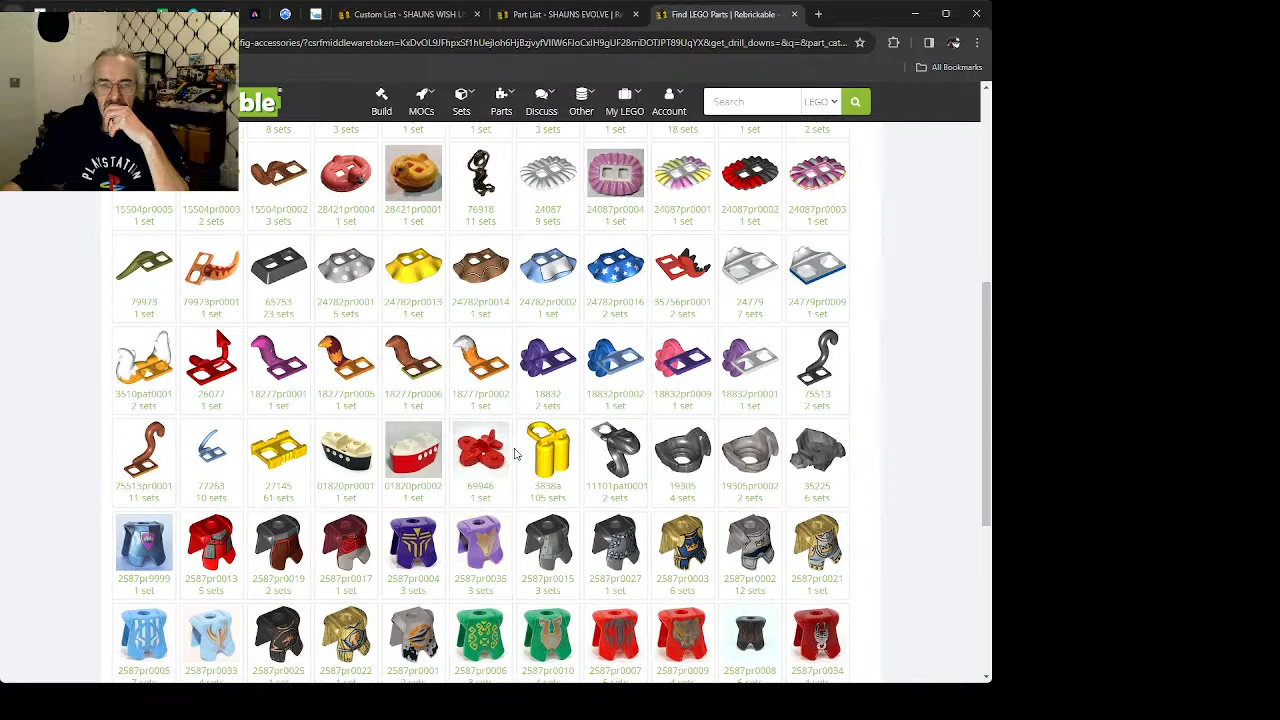 Custom List - SHAUNS WISH L
Part List - SHAUNS EVOLVE | R
Find LEGO Parts | Rebrickable
All Bookmarks
PLAYSTATION
ble
Build
MOCs
Sets
Parts
Discuss
Other
My LEGO
Account
Search
LEGO
8 sets 3 sets 1 set 1 set 3 sets 1 set 18 sets 1 set 2 sets
15504pr0005 15504pr0003 15504pr0002 28421pr0004 28421pr0001 76918 24087 24087pr0004 24087pr0001 24087pr0002 24087pr0003
1 set 2 sets 3 sets 1 set 1 set 11 sets 9 sets 1 set 1 set 1 set 1 set
79973 79973pr0001 65753 24782pr0001 24782pr0013 24782pr0014 24782pr0002 24782pr0016 35756pr0001 24779 24779pr0009
1 set 1 set 23 sets 5 sets 1 set 1 set 1 set 2 sets 2 sets 7 sets 1 set
3510pat0001 26077 18277pr0001 18277pr0005 18277pr0006 18277pr0002 18832 18832pr0002 18832pr0009 18832pr0001 75513
2 sets 1 set 1 set 1 set 1 set 1 set 2 sets 1 set 1 set 1 set 2 sets
75513pr0001 77263 27145 01820pr0001 01820pr0002 69946 3838a 11101pat0001 19305 19305pr0002 35225
11 sets 10 sets 61 sets 1 set 1 set 1 set 105 sets 2 sets 4 sets 2 sets 6 sets
2587pr9999 2587pr0013 2587pr0019 2587pr0017 2587pr0004 2587pr0035 2587pr0015 2587pr0027 2587pr0003 2587pr0002 2587pr0021
1 set 5 sets 2 sets 1 set 3 sets 3 sets 1 set 1 set 6 sets 12 sets 1 set
2587pr0005 2587pr0033 2587pr0025 2587pr0022 2587pr0001 2587pr0006 2587pr0010 2587pr0007 2587pr0009 2587pr0008 2587pr0034